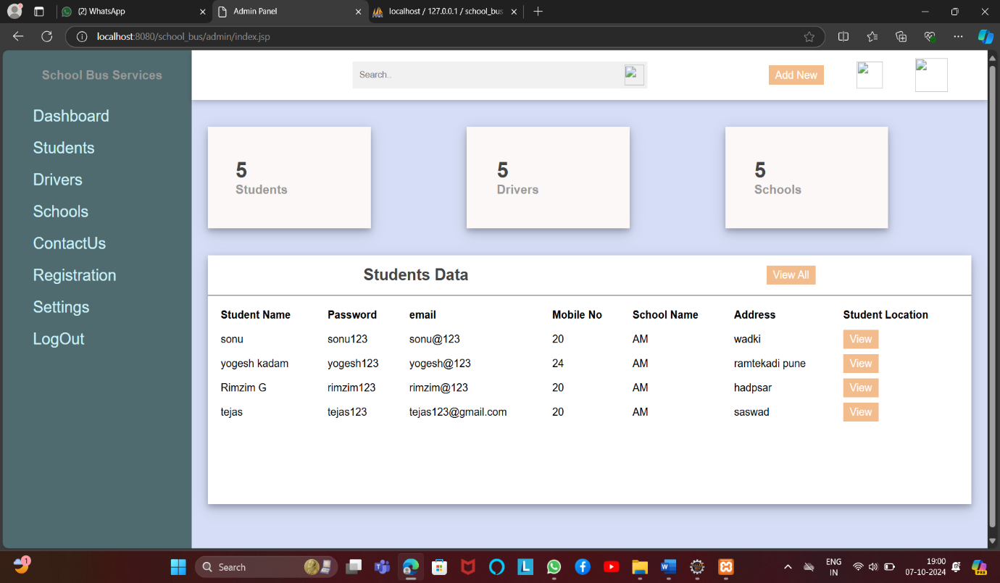 (2) WhatsApp
Admin Panel
localhost / 127.0.0.1 / school_bus
localhost:8080/school_bus/admin/index.jsp
School Bus Services
Search..
Add New
Dashboard
Students
Drivers
Schools
ContactUs
Registration
Settings
LogOut
5
Students
5
Drivers
5
Schools
Students Data
View All
Student Name Password email Mobile No School Name Address Student Location
sonu sonu123 sonu@123 20 AM wadki View
yogesh kadam yogesh123 yogesh@123 24 AM ramtekadi pune View
Rimzim G rimzim123 rimzim@123 20 AM hadpsar View
tejas tejas123 tejas123@gmail.com 20 AM saswad View
1
Search
L
W
ENG
IN
19:00
07-10-2024
PRE